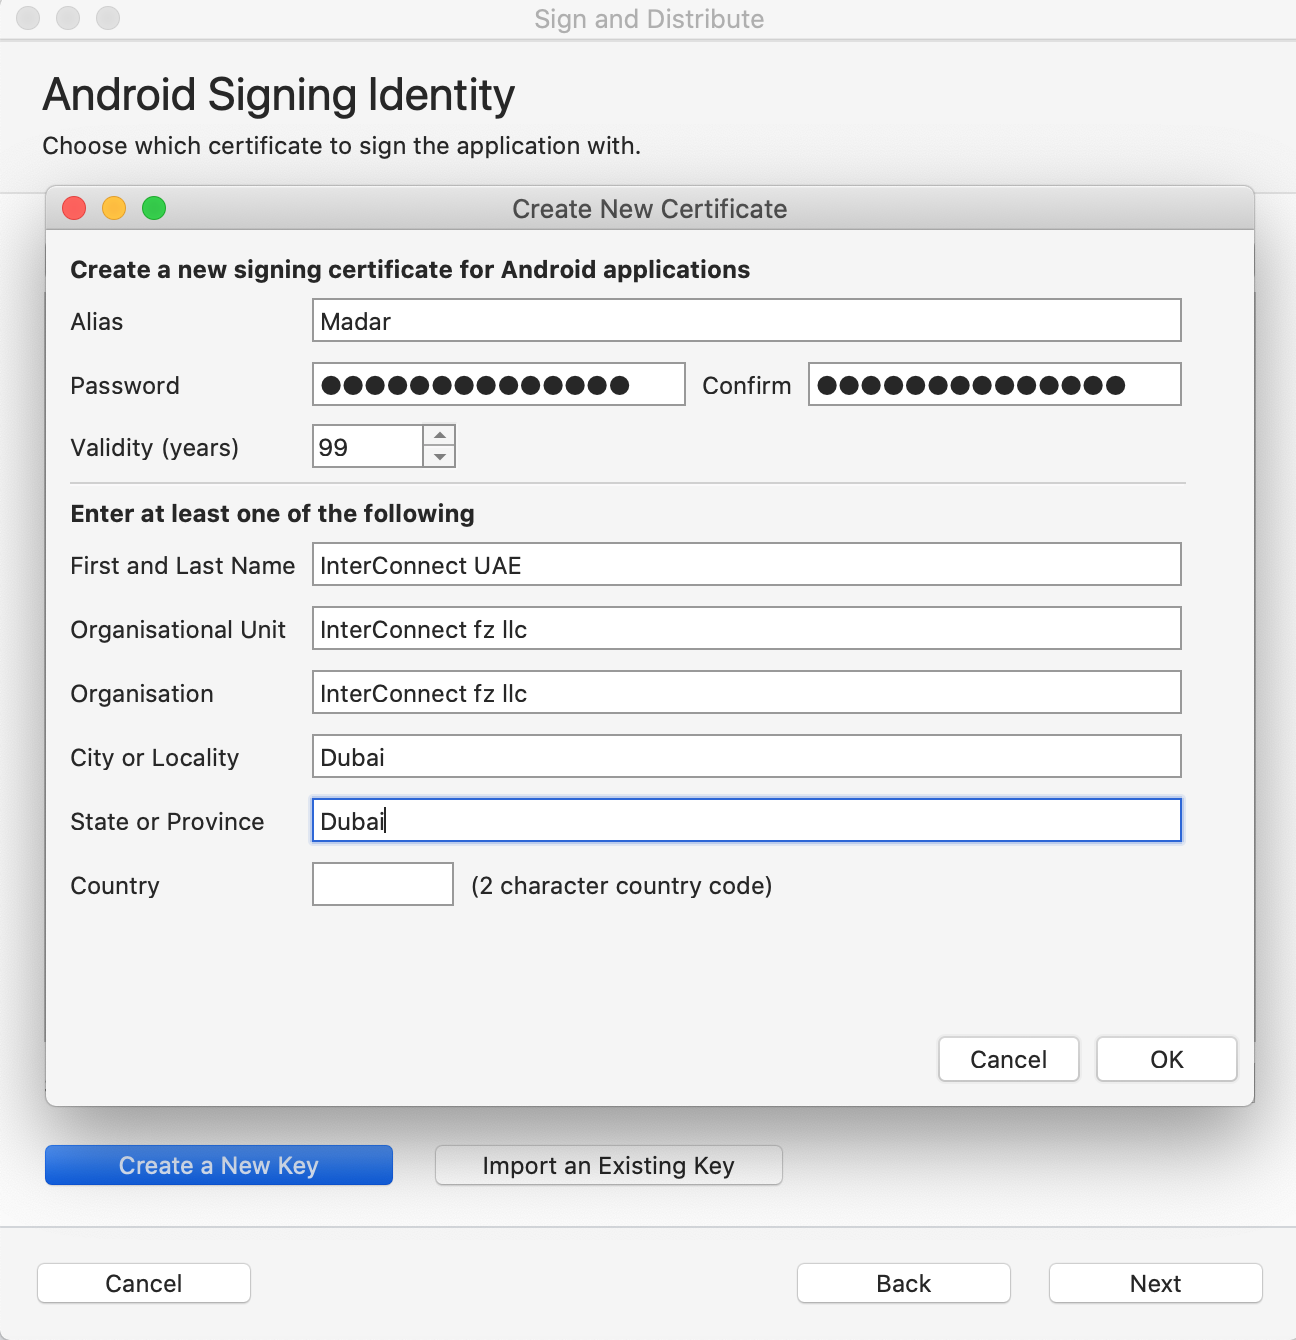 Sign and Distribute
Android Signing Identity
Choose which certificate to sign the application with.
Create New Certificate
Create a new signing certificate for Android applications
Alias Madar
Password ●●●●●●●●●●●●●● Confirm ●●●●●●●●●●●●●●
Validity (years) 99
Enter at least one of the following
First and Last Name InterConnect UAE
Organisational Unit InterConnect fz llc
Organisation InterConnect fz llc
City or Locality Dubai
State or Province Dubai
Country (2 character country code)
Cancel OK
Create a New Key Import an Existing Key
Cancel Back Next